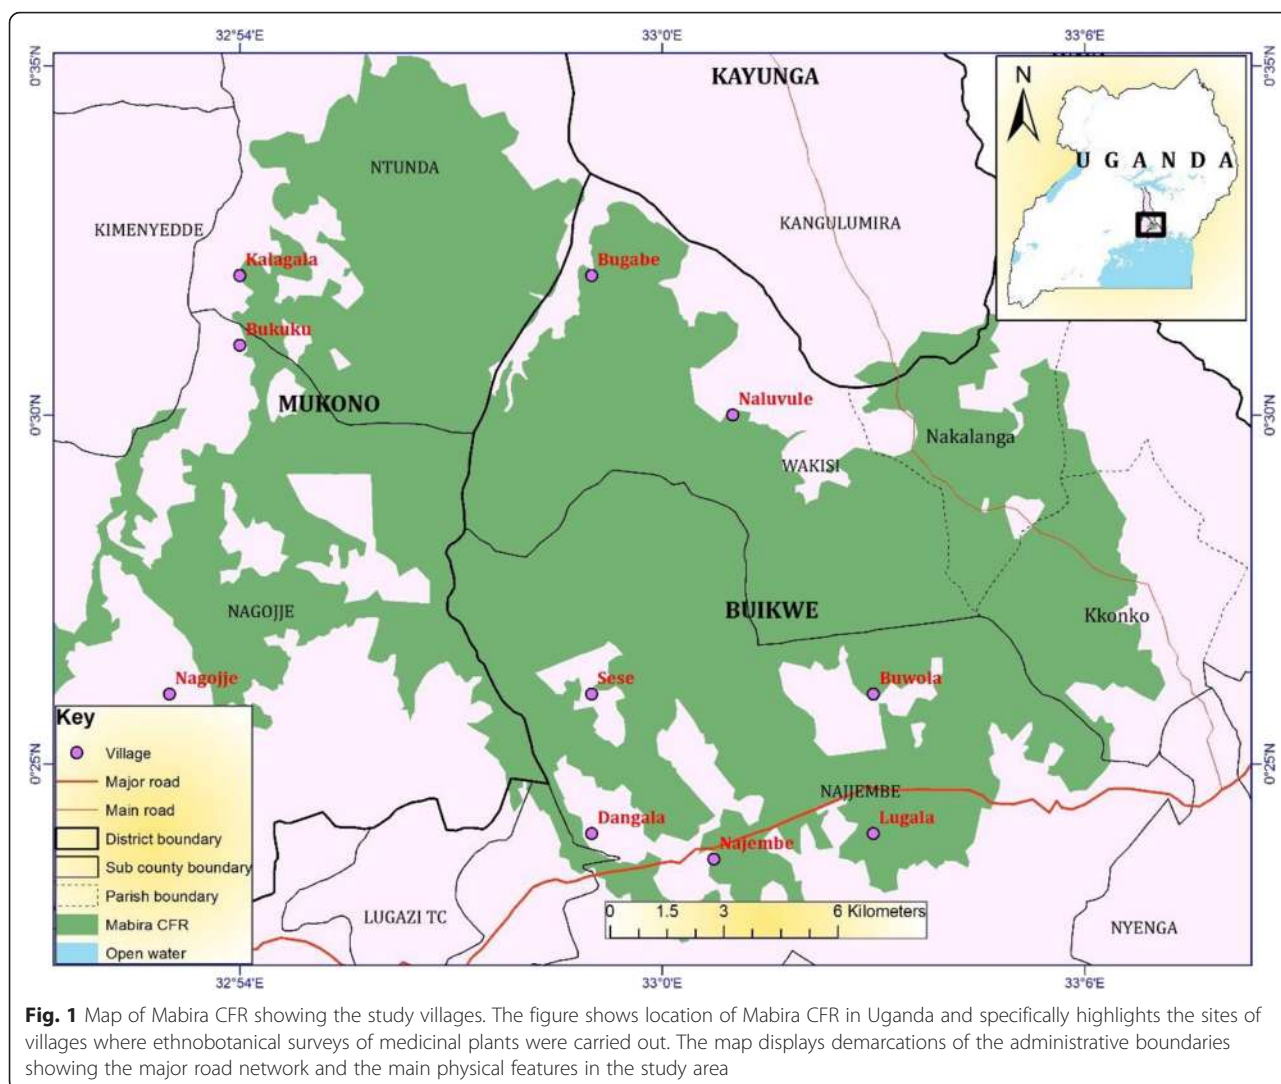 32°54'E 33°0'E 33°6'E
0°35'N 0°35'N
KAYUNGA
N
U G A N D A
NTUNDA
KIMENYEDDE
KANGULUMIRA
Kalagala
Bugabe
Bukuku
MUKONO
Naluvule
0°30'N 0°30'N
Nakalanga
WAKISI
NAGOJJE
BUIKWE
Kkonko
Nagojje
Sese
Buwola
Key
Village
Major road
Main road
District boundary
Sub county boundary
Parish boundary
Mabira CFR
Open water
0°25'N 0°25'N
NAJJEMBE
Dangala
Lugala
Najembe
LUGAZI TC
0 1.5 3 6 Kilometers
NYENGA
32°54'E 33°0'E 33°6'E
Fig. 1 Map of Mabira CFR showing the study villages. The figure shows location of Mabira CFR in Uganda and specifically highlights the sites of
villages where ethnobotanical surveys of medicinal plants were carried out. The map displays demarcations of the administrative boundaries
showing the major road network and the main physical features in the study area